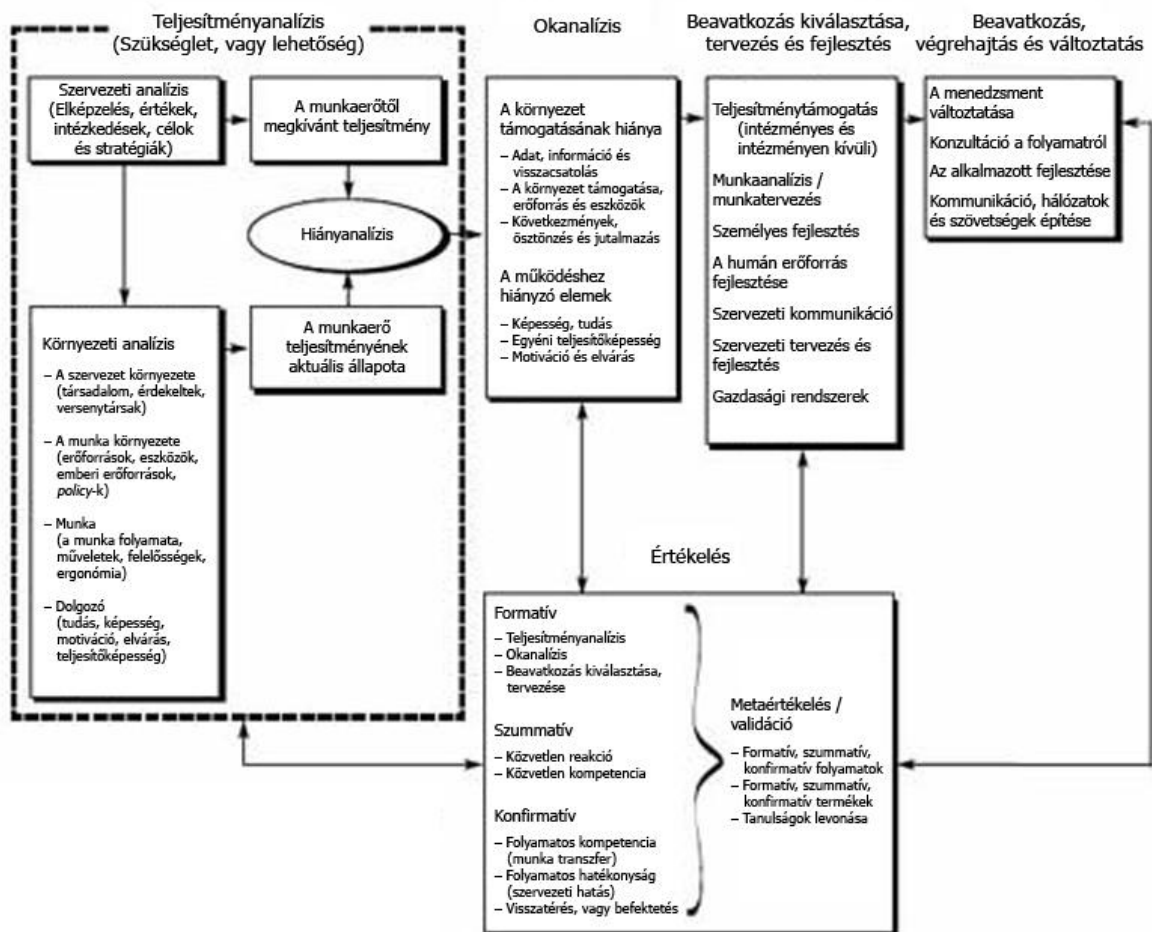 Teljesítményanalízis
(Szükséglet, vagy lehetőség)
Szervezeti analízis
(Elképzelés, értékek,
intézkedések, célok
és stratégiák)
A munkaerőtől
megkívánt teljesítmény
Hiányanalízis
Környezeti analízis
– A szervezet környezete
(társadalom, érdekeltek,
versenytársak)
– A munka környezete
(erőforrások, eszközök,
emberi erőforrások,
policy-k)
– Munka
(a munka folyamata,
műveletek, felelősségek,
ergonómia)
– Dolgozó
(tudás, képesség,
motiváció, elvárás,
teljesítőképesség)
A munkaerő
teljesítményének
aktuális állapota
Okanalízis
A környezet
támogatásának hiánya
– Adat, információ és
visszacsatolás
– A környezet támogatása,
erőforrás és eszközök
– Következmények,
ösztönzés és jutalmazás
A működéshez
hiányzó elemek
– Képesség, tudás
– Egyéni teljesítőképesség
– Motiváció és elvárás
Beavatkozás kiválasztása,
tervezés és fejlesztés
Teljesítménytámogatás
(intézményes és
intézményen kívüli)
Munkaanalízis /
munkatervezés
Személyes fejlesztés
A humán erőforrás
fejlesztése
Szervezeti kommunikáció
Szervezeti tervezés és
fejlesztés
Gazdasági rendszerek
Beavatkozás,
végrehajtás és változtatás
A menedzsment
változtatása
Konzultáció a folyamatról
Az alkalmazott fejlesztése
Kommunikáció, hálózatok
és szövetségek építése
Értékelés
Formatív
– Teljesítményanalízis
– Okanalízis
– Beavatkozás kiválasztása,
tervezése
Szummatív
– Közvetlen reakció
– Közvetlen kompetencia
Konfirmatív
– Folyamatos kompetencia
(munka transzfer)
– Folyamatos hatékonyság
(szervezeti hatás)
– Visszatérés, vagy befektetés
Metaértékelés /
validáció
– Formatív, szummatív,
konfirmatív folyamatok
– Formatív, szummatív,
konfirmatív termékek
– Tanulságok levonása